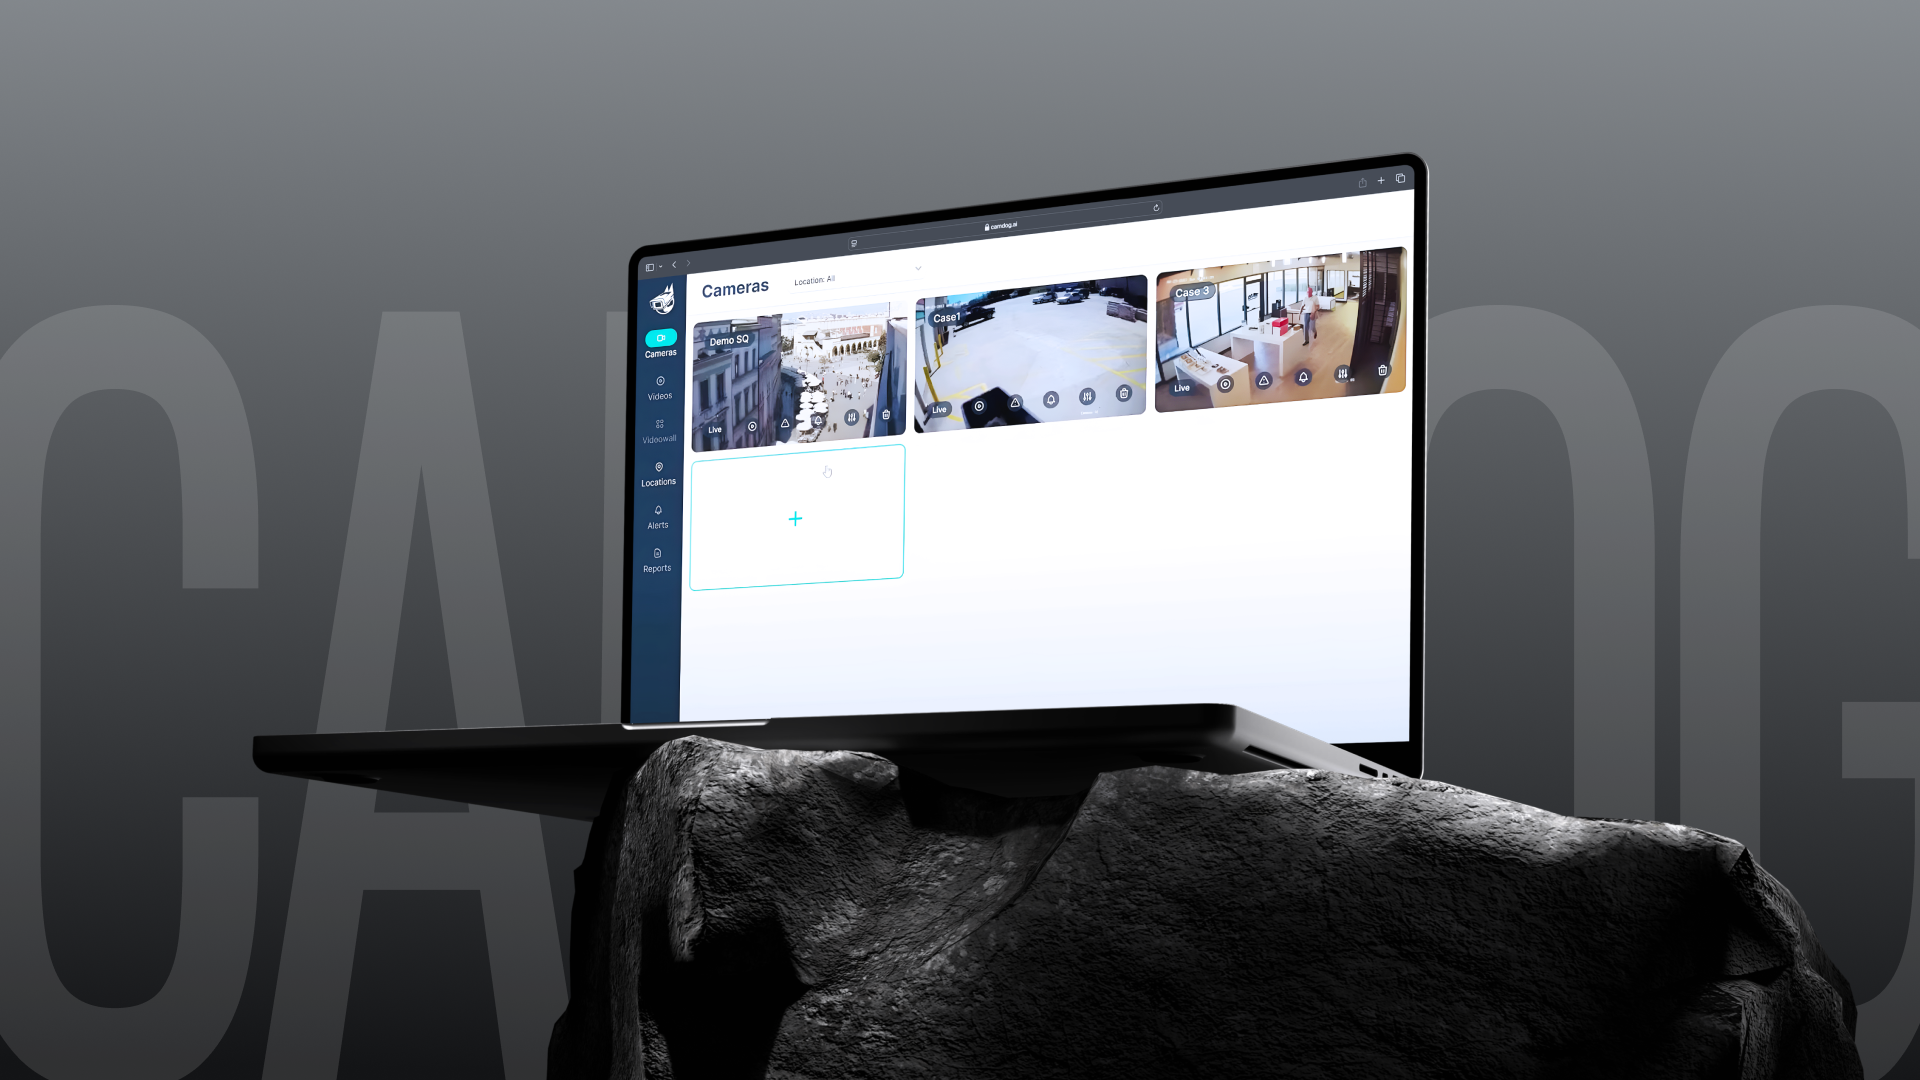 CA
OG
camdog.ai
Cameras
Location: All
Cameras
Videos
Videowall
Locations
Alerts
Reports
Demo SQ
Live
Case1
Live
Case 3
Live